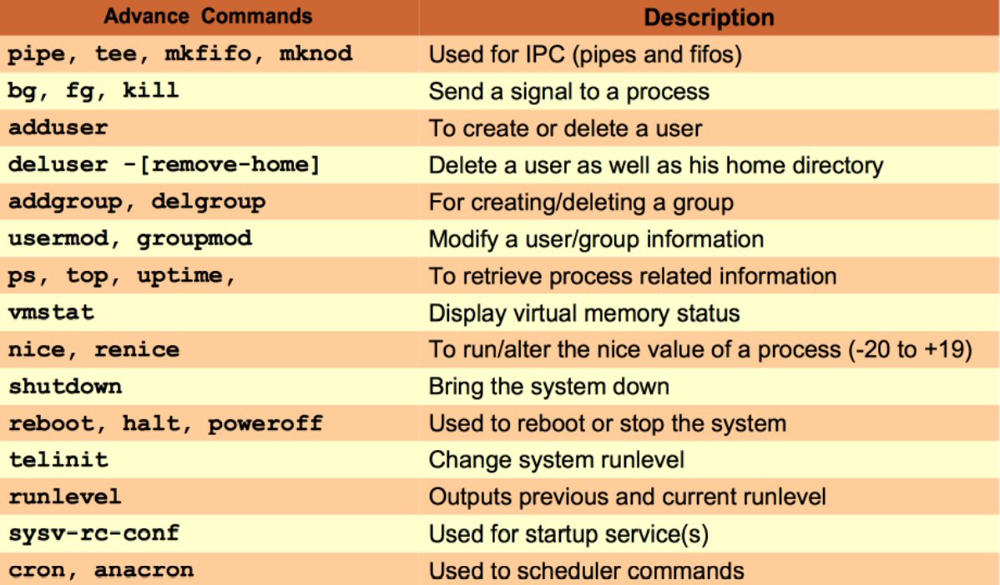 Advance Commands Description
pipe, tee, mkfifo, mknod Used for IPC (pipes and fifos)
bg, fg, kill Send a signal to a process
adduser To create or delete a user
deluser -[remove-home] Delete a user as well as his home directory
addgroup, delgroup For creating/deleting a group
usermod, groupmod Modify a user/group information
ps, top, uptime, To retrieve process related information
vmstat Display virtual memory status
nice, renice To run/alter the nice value of a process (-20 to +19)
shutdown Bring the system down
reboot, halt, poweroff Used to reboot or stop the system
telinit Change system runlevel
runlevel Outputs previous and current runlevel
sysv-rc-conf Used for startup service(s)
cron, anacron Used to scheduler commands